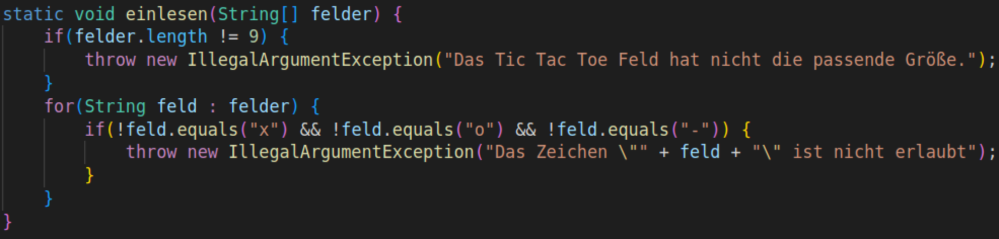 static void einlesen(String[] felder) {
    if(felder.length != 9) {
        throw new IllegalArgumentException("Das Tic Tac Toe Feld hat nicht die passende Größe.");
    }
    for(String feld : felder) {
        if(!feld.equals("x") && !feld.equals("o") && !feld.equals("-")) {
            throw new IllegalArgumentException("Das Zeichen \"" + feld + "\" ist nicht erlaubt");
        }
    }
}